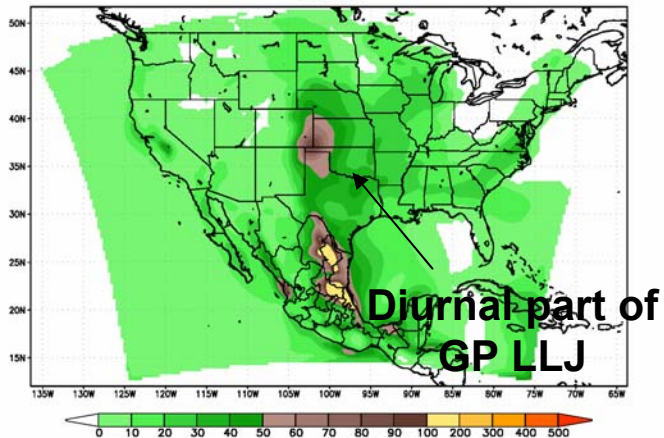 50N
45N
40N
35N
30N
25N
20N
15N
Diurnal part of
GP LLJ
135W 130W 125W 120W 115W 110W 105W 100W 95W 90W 85W 80W 75W 70W 65W
0 10 20 30 40 50 60 70 80 90 100 200 300 400 500